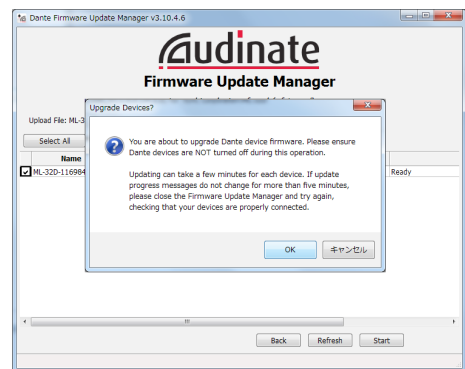 Dante Firmware Update Manager v3.10.4.6
Audinate
Firmware Update Manager
Upgrade Devices?
Upload File: ML-3
Select All
You are about to upgrade Dante device firmware. Please ensure
Dante devices are NOT turned off during this operation.
Name
ML-32D-116984
Ready
Updating can take a few minutes for each device. If update
progress messages do not change for more than five minutes,
please close the Firmware Update Manager and try again,
checking that your devices are properly connected.
OK
キャンセル
Back
Refresh
Start